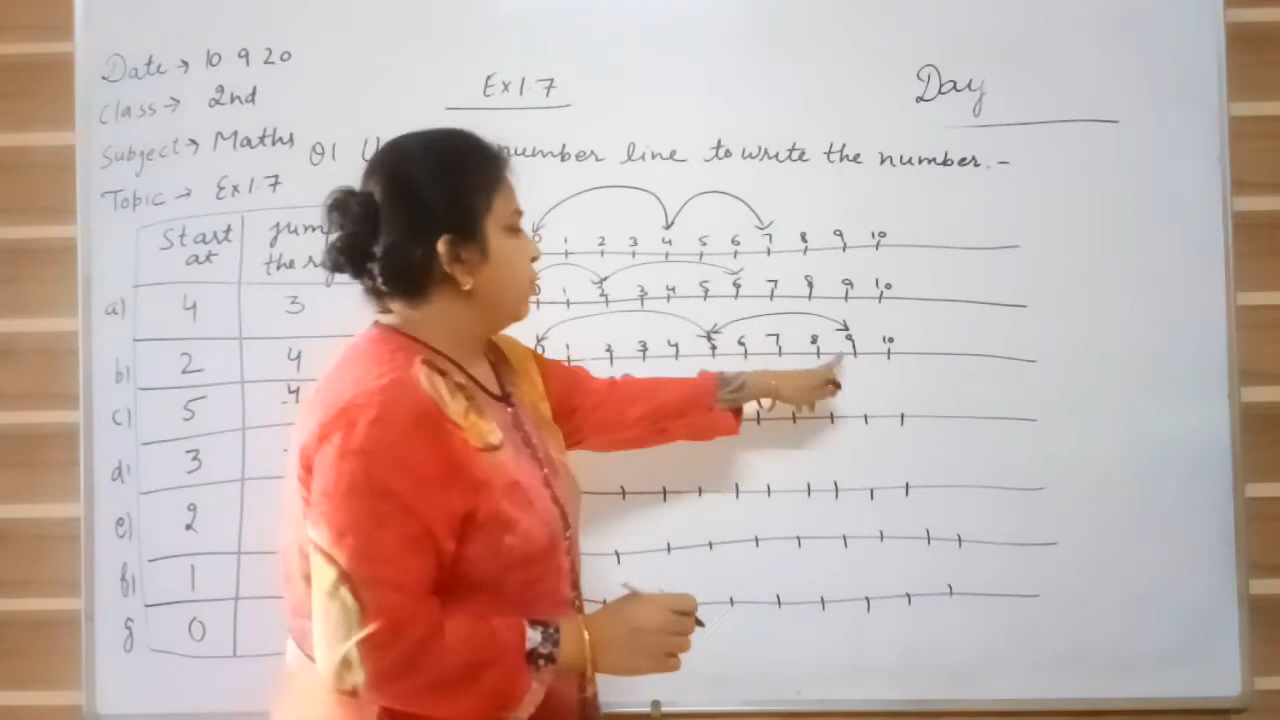 Date → 10 9 20
Class → 2nd
Subject → Maths
Topic → Ex 1.7
Ex 1.7
Day
Q1 number line to write the number. -
Start at
the
a) 4 3
b) 2 4
c) 5 4
d) 3
e) 2
f) 1
g 0
0 1 2 3 4 5 6 7 8 9 10
0 1 2 3 4 5 6 7 8 9 10
0 1 2 3 4 5 6 7 8 9 10